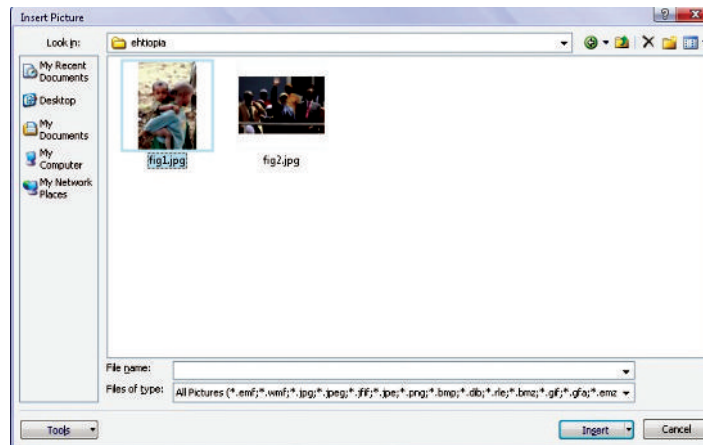 Insert Picture
Look in:
ehtiopia
My Recent
Documents
Desktop
My
Documents
My
Computer
My Network
Places
fig1.jpg
fig2.jpg
File name:
Files of type:
All Pictures (*.emf;*.wmf;*.jpg;*.jpeg;*.jfif;*.jpe;*.png;*.bmp;*.dib;*.rle;*.bmz;*.gif;*.gfa;*.emz
Tools
Insert
Cancel